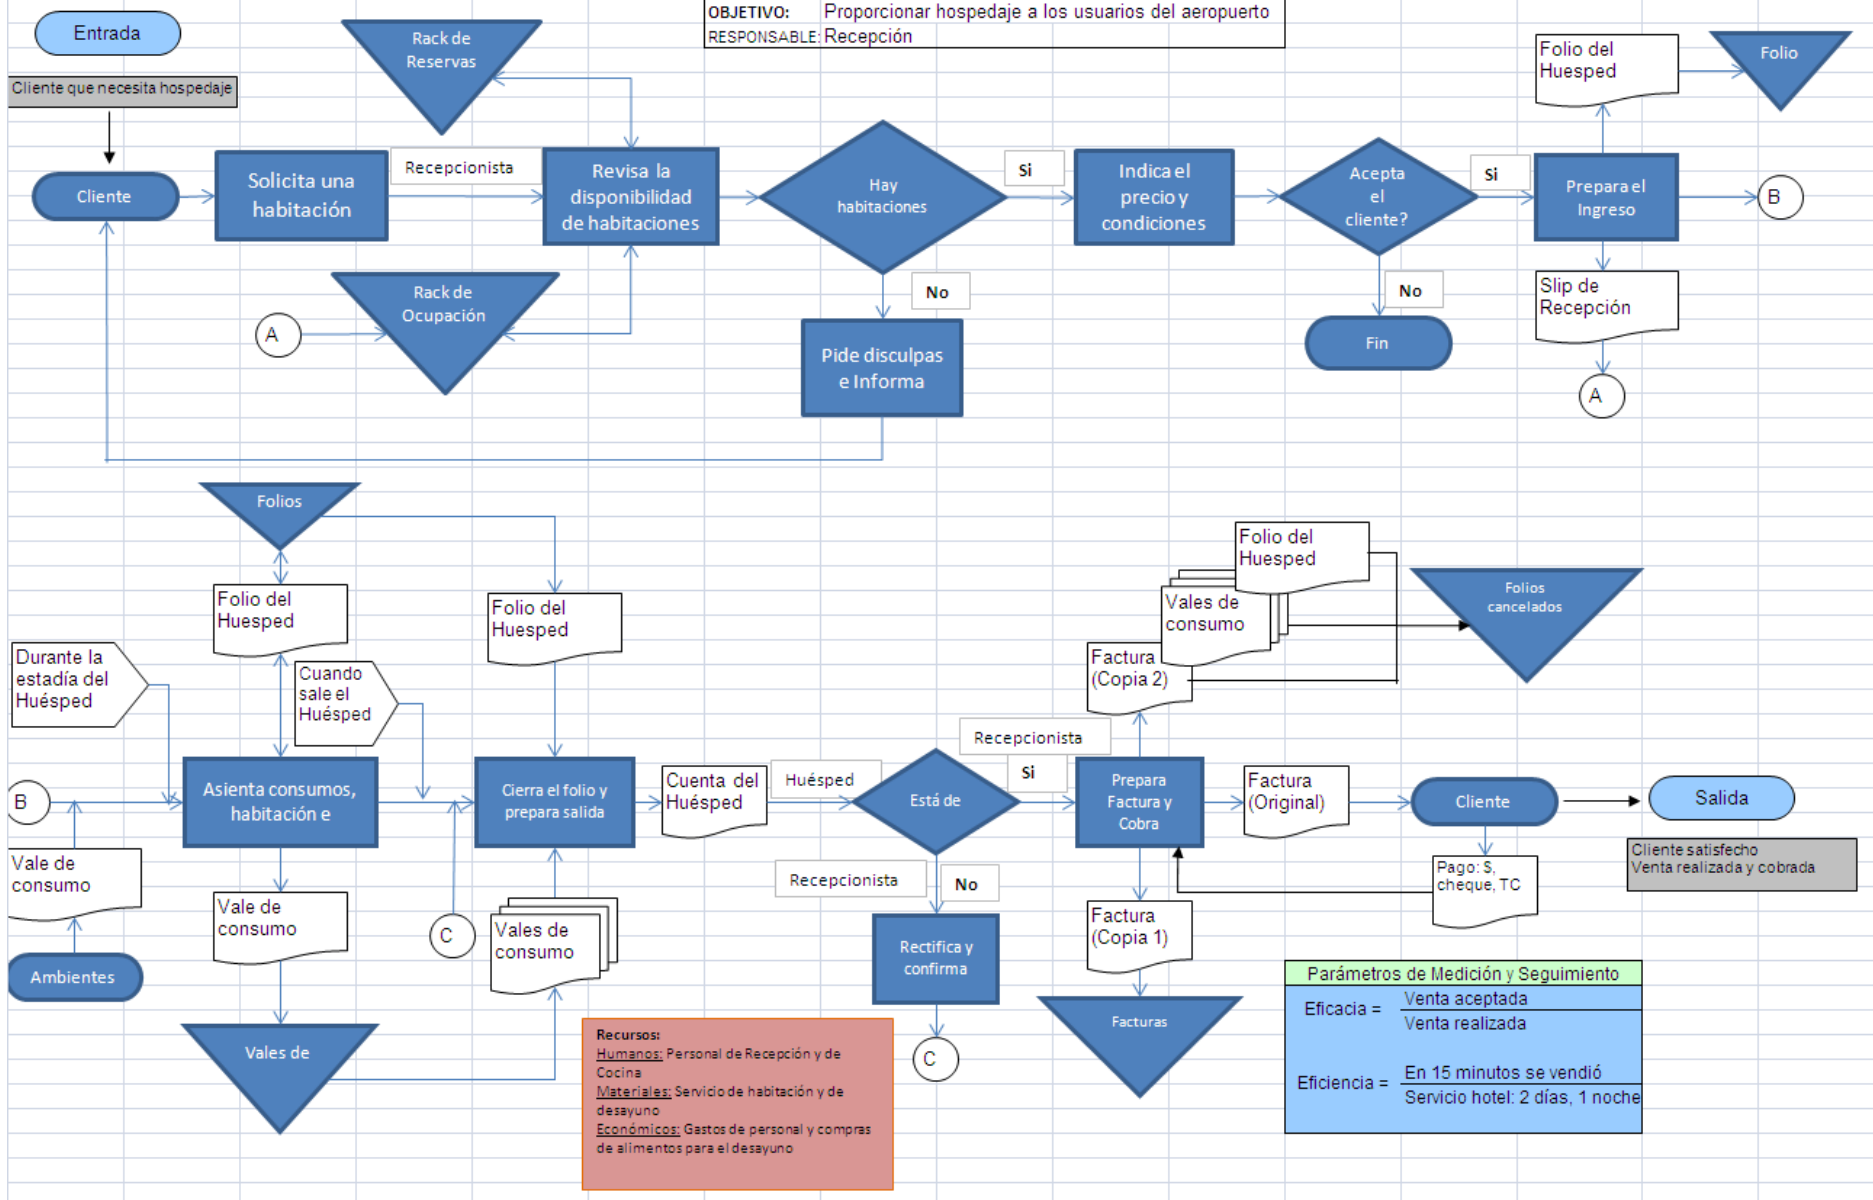 OBJETIVO: Proporcionar hospedaje a los usuarios del aeropuerto
RESPONSABLE: Recepción
Entrada
Cliente que necesita hospedaje
Rack de
Reservas
Folio del
Huesped
Folio
Cliente
Solicita una
habitación
Recepcionista
Revisa la
disponibilidad
de habitaciones
Hay
habitaciones
Si
Indica el
precio y
condiciones
Acepta
el
cliente?
Si
Prepara el
Ingreso
B
Rack de
Ocupación
A
No
Pide disculpas
e Informa
No
Fin
Slip de
Recepción
A
Folios
Folio del
Huesped
Folio del
Huesped
Folio del
Huesped
Vales de
consumo
Factura
(Copia 2)
Folios
cancelados
Durante la
estadía del
Huésped
Cuando
sale el
Huésped
B
Asienta consumos,
habitación e
Cierra el folio y
prepara salida
Cuenta del
Huésped
Huésped
Está de
Recepcionista
Si
Prepara
Factura y
Cobra
Factura
(Original)
Cliente
Salida
Cliente satisfecho
Venta realizada y cobrada
Pago: $,
cheque, TC
Vale de
consumo
Ambientes
Vale de
consumo
Vales de
C
Vales de
consumo
Recepcionista
No
Rectifica y
confirma
C
Factura
(Copia 1)
Facturas
Recursos:
Humanos: Personal de Recepción y de
Cocina
Materiales: Servicio de habitación y de
desayuno
Económicos: Gastos de personal y compras
de alimentos para el desayuno
Parámetros de Medición y Seguimiento
Eficacia =
Venta aceptada
Venta realizada
Eficiencia =
En 15 minutos se vendió
Servicio hotel: 2 días, 1 noche